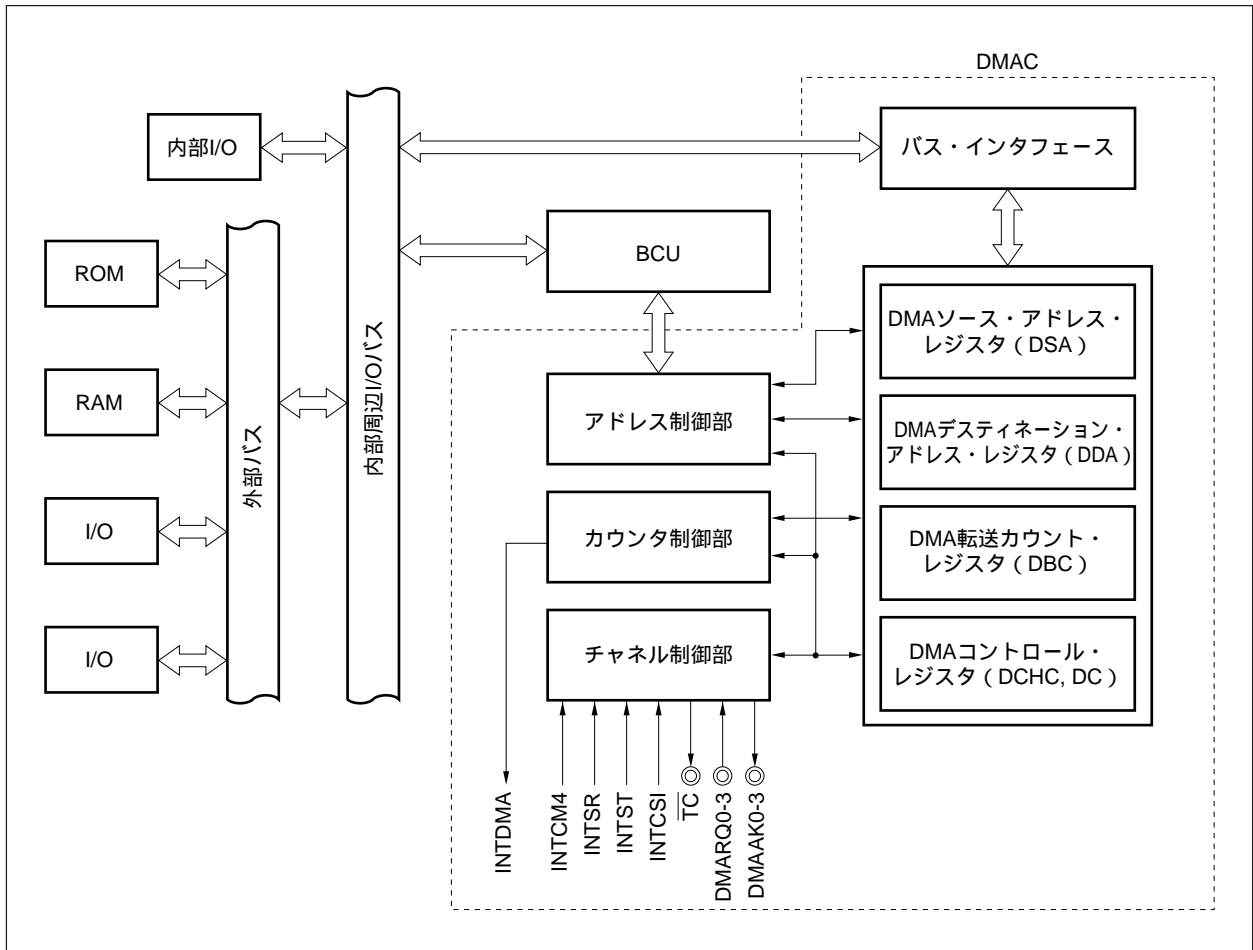 DMAC
内部I/O
バス・インタフェース
BCU
ROM
RAM
I/O
I/O
外部バス
内部周辺I/Oバス
アドレス制御部
カウンタ制御部
チャネル制御部
DMAソース・アドレス・
レジスタ(DSA)
DMAデスティネーション・
アドレス・レジスタ(DDA)
DMA転送カウント・
レジスタ(DBC)
DMAコントロール・
レジスタ(DCHC, DC)
INTDMA
INTCM4
INTSR
INTST
INTCSI
T̅C̅
DMARQ0-3
DMAAK0-3